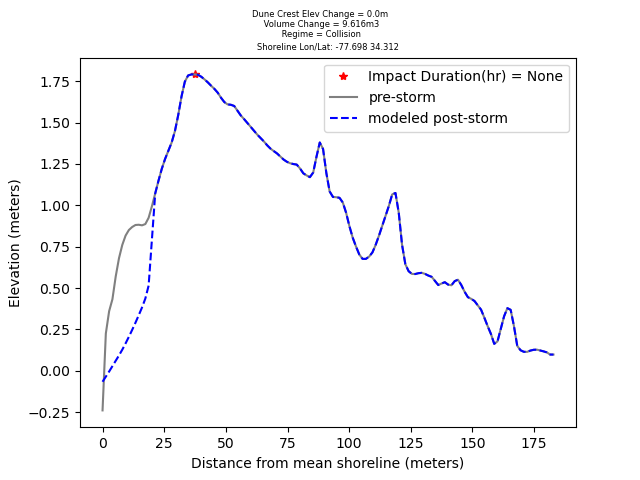 Dune Crest Elev Change = 0.0m
Volume Change = 9.616m3
Regime = Collision
Shoreline Lon/Lat: -77.698 34.312
Impact Duration(hr) = None
pre-storm
modeled post-storm
Elevation (meters)
1.75
1.50
1.25
1.00
0.75
0.50
0.25
0.00
−0.25
0 25 50 75 100 125 150 175
Distance from mean shoreline (meters)